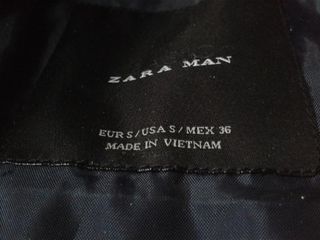 ZARA MAN
EUR S / USA S / MEX 36
MADE IN VIETNAM